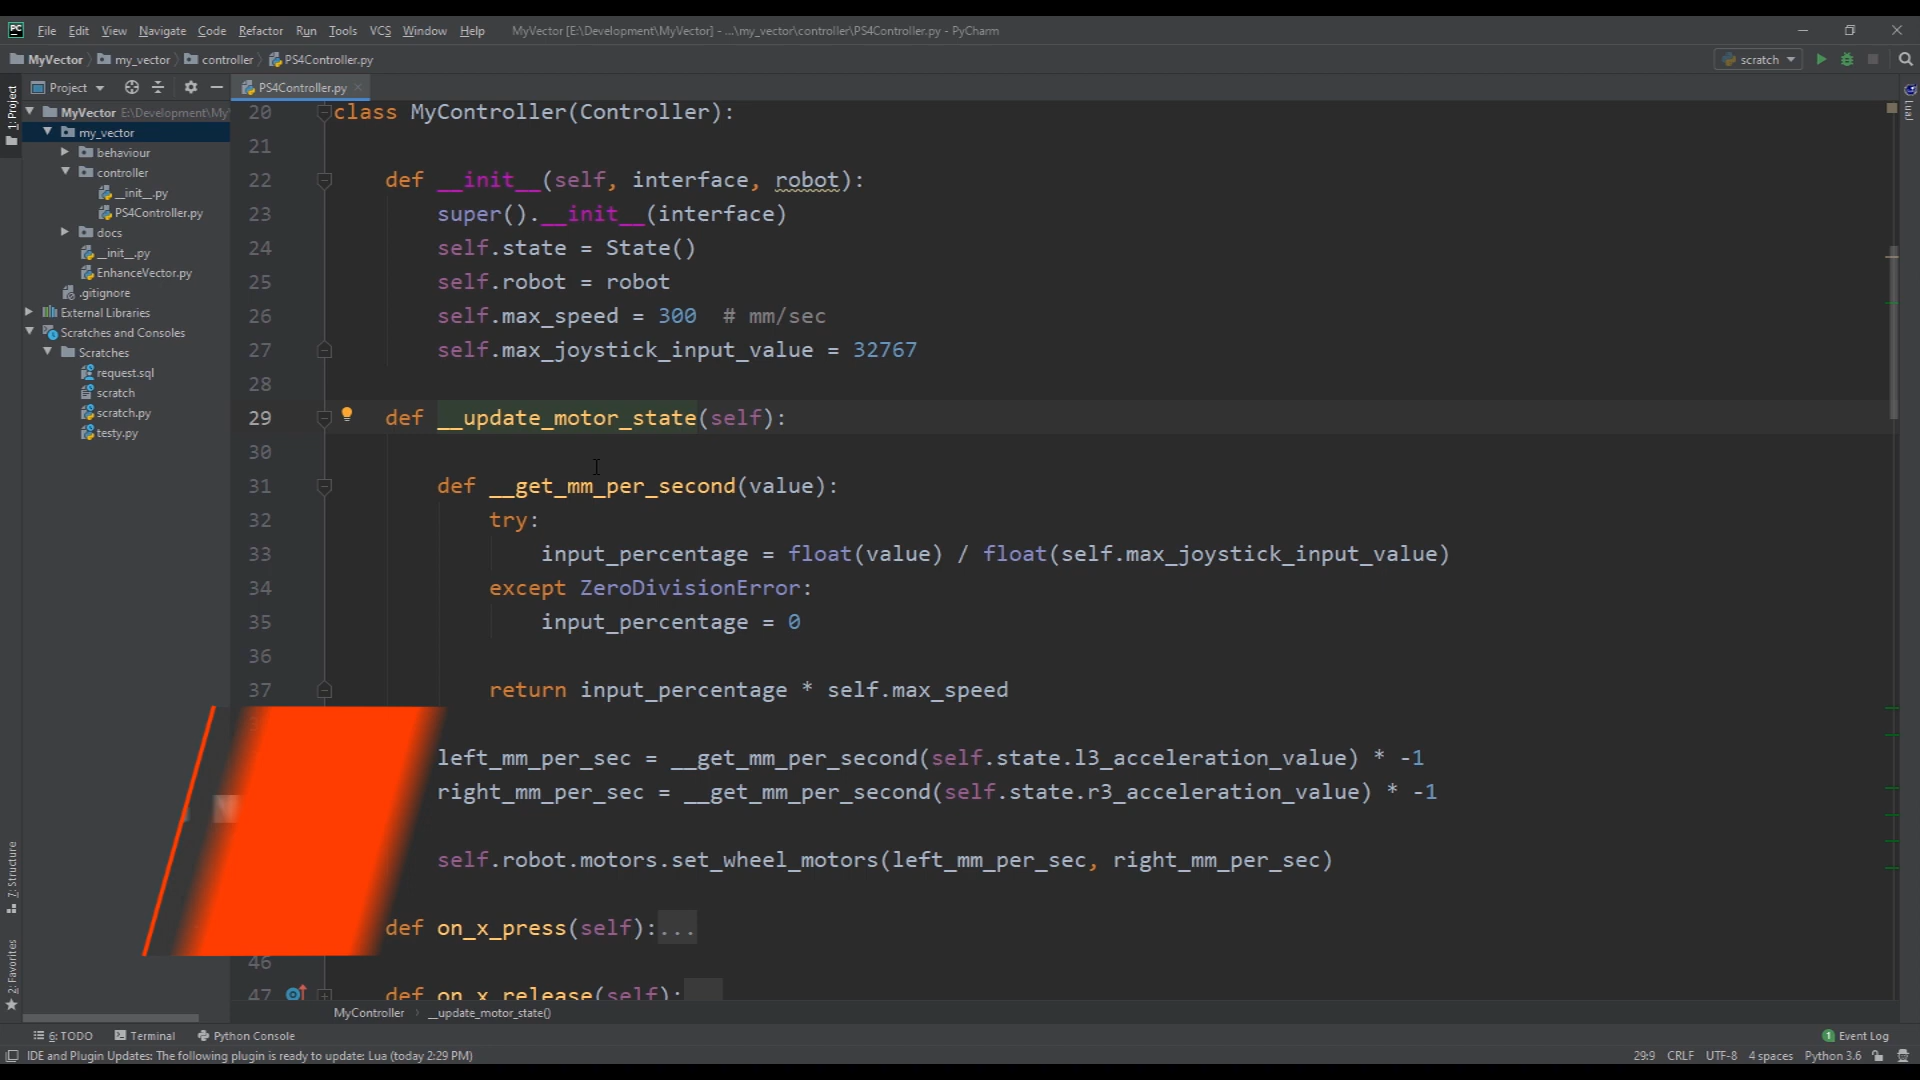 File Edit View Navigate Code Refactor Run Tools VCS Window Help MyVector [E:\Development\MyVector] - ...\my_vector\controller\PS4Controller.py - PyCharm
MyVector my_vector controller PS4Controller.py scratch
Project PS4Controller.py
1: Project
MyVector E:\Development\My
my_vector
behaviour
controller
__init__.py
PS4Controller.py
docs
__init__.py
EnhanceVector.py
.gitignore
External Libraries
Scratches and Consoles
Scratches
request.sql
scratch
scratch.py
testy.py
7: Structure
2: Favorites
20 class MyController(Controller):
21
22 def __init__(self, interface, robot):
23 super().__init__(interface)
24 self.state = State()
25 self.robot = robot
26 self.max_speed = 300 # mm/sec
27 self.max_joystick_input_value = 32767
28
29 def __update_motor_state(self):
30
31 def __get_mm_per_second(value):
32 try:
33 input_percentage = float(value) / float(self.max_joystick_input_value)
34 except ZeroDivisionError:
35 input_percentage = 0
36
37 return input_percentage * self.max_speed
left_mm_per_sec = __get_mm_per_second(self.state.l3_acceleration_value) * -1
right_mm_per_sec = __get_mm_per_second(self.state.r3_acceleration_value) * -1
self.robot.motors.set_wheel_motors(left_mm_per_sec, right_mm_per_sec)
def on_x_press(self):...
46
47 def on_x_release(self):
Lua
MyController › __update_motor_state()
6: TODO Terminal Python Console 1 Event Log
IDE and Plugin Updates: The following plugin is ready to update: Lua (today 2:29 PM) 29:9 CRLF UTF-8 4 spaces Python 3.6